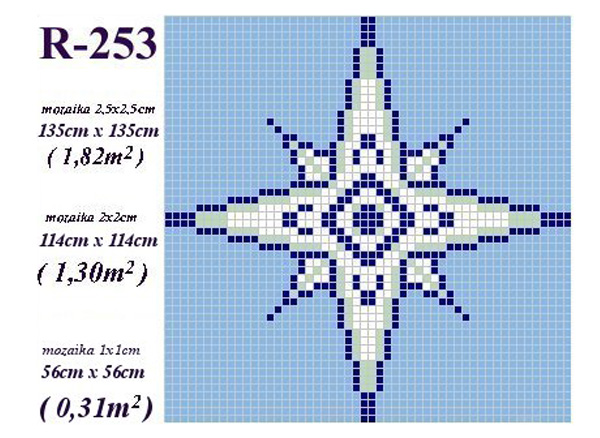 R-253
mozaika 2,5x2,5cm
135cm x 135cm
( 1,82m² )
mozaika 2x2cm
114cm x 114cm
( 1,30m² )
mozaika 1x1cm
56cm x 56cm
( 0,31m² )